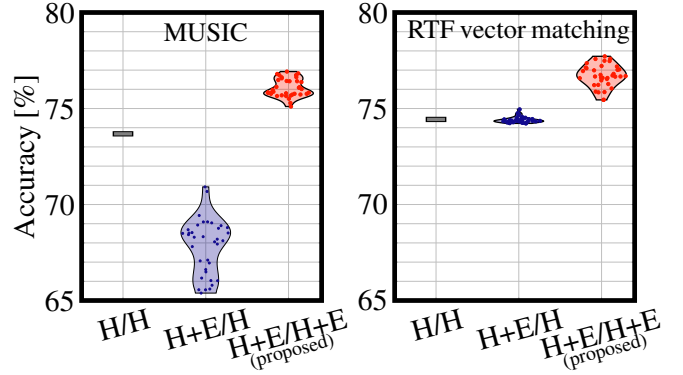 MUSIC
RTF vector matching
Accuracy [%]
80
75
70
65
80
75
70
65
H/H
H+E/H
H+E/H+E
(proposed)
H/H
H+E/H
H+E/H+E
(proposed)